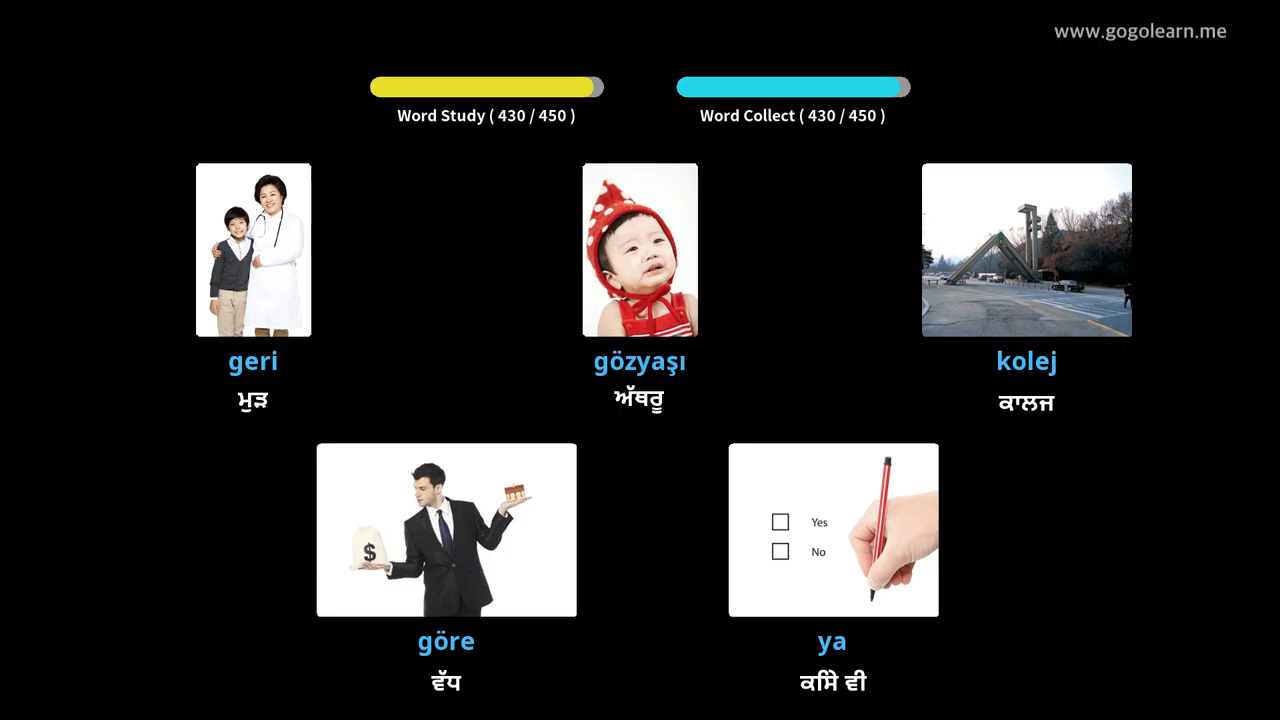 www.gogolearn.me
Word Study ( 430 / 450 )
Word Collect ( 430 / 450 )
geri
gözyaşı
kolej
ਮੁੜ
ਅੱਥਰੂ
ਕਾਲਜ
$
Yes
No
göre
ya
ਵੱਧ
ਕਿਸੇ ਵੀ